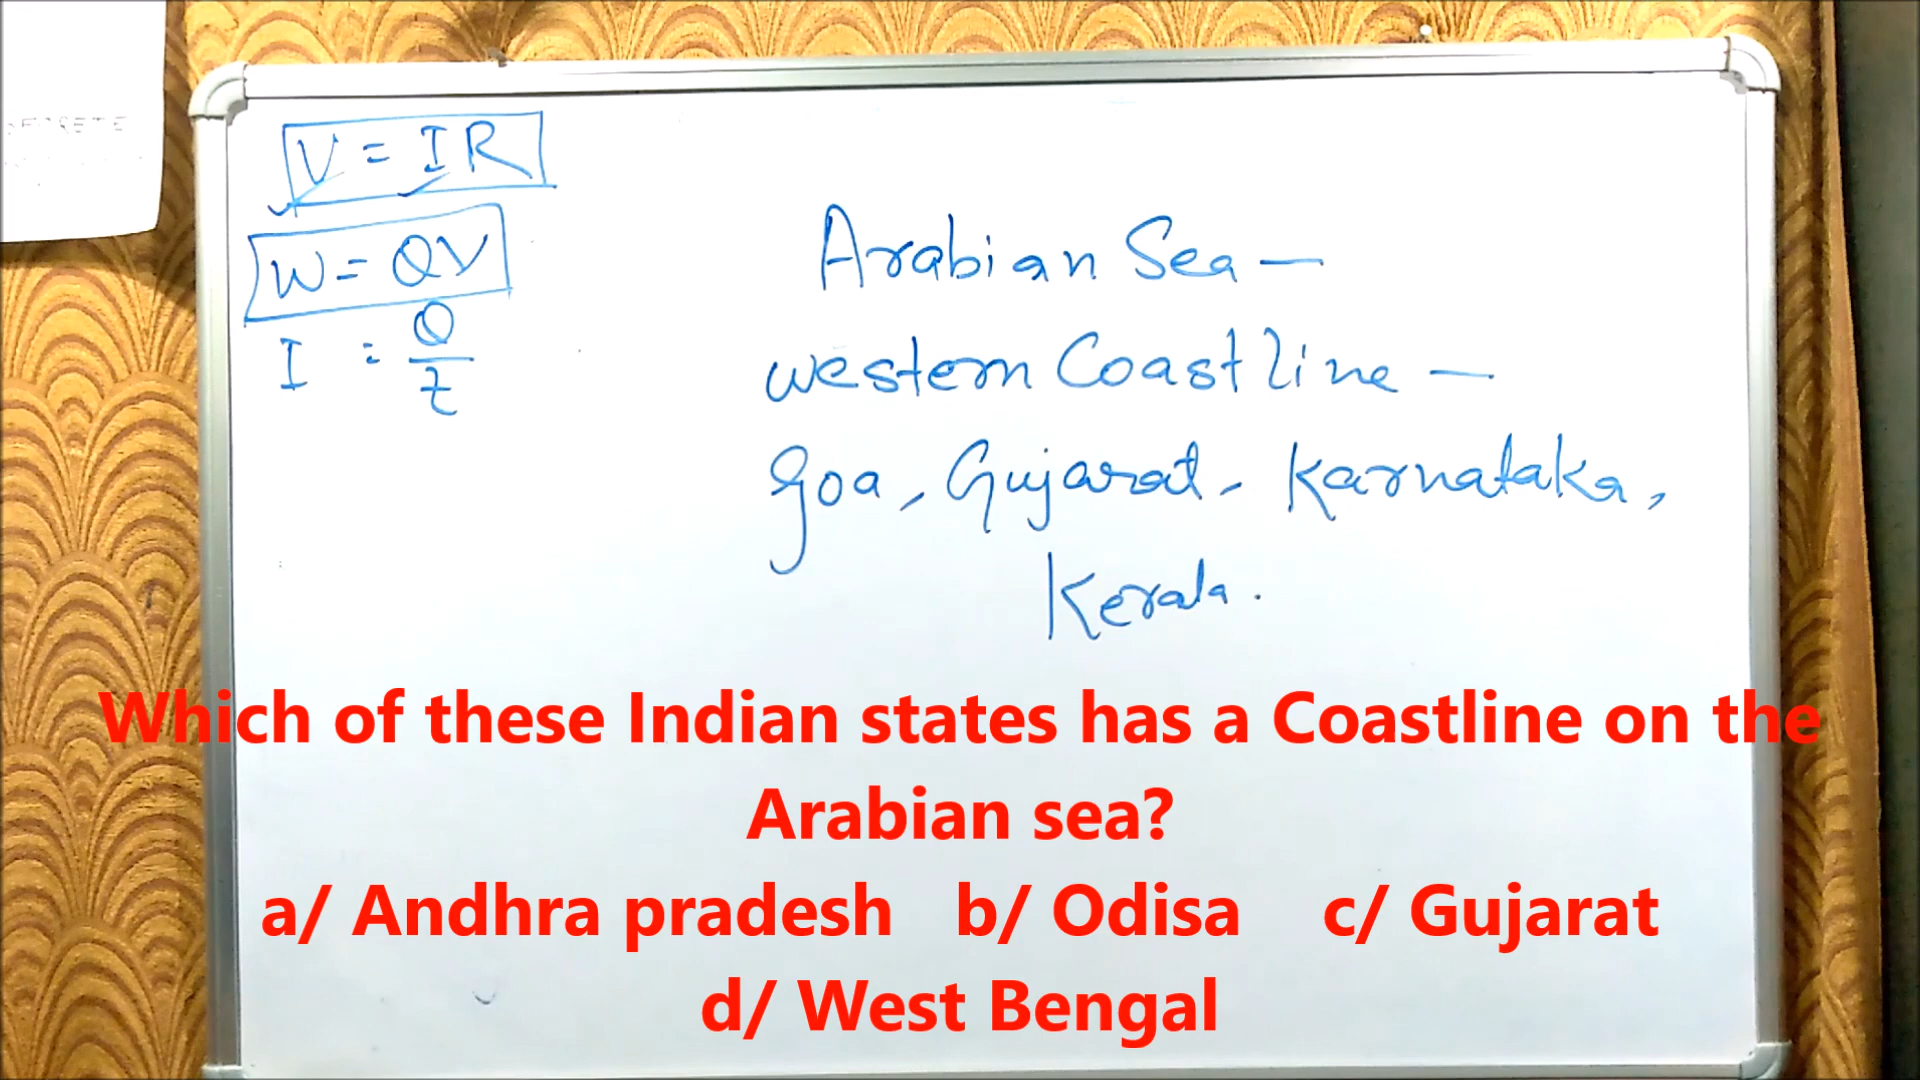 V = IR
W = QV
I = Q/t
Arabian Sea —
western Coastline —
Goa, Gujarat, Karnataka,
Kerala.
Which of these Indian states has a Coastline on the
Arabian sea?
a/ Andhra pradesh b/ Odisa c/ Gujarat
d/ West Bengal